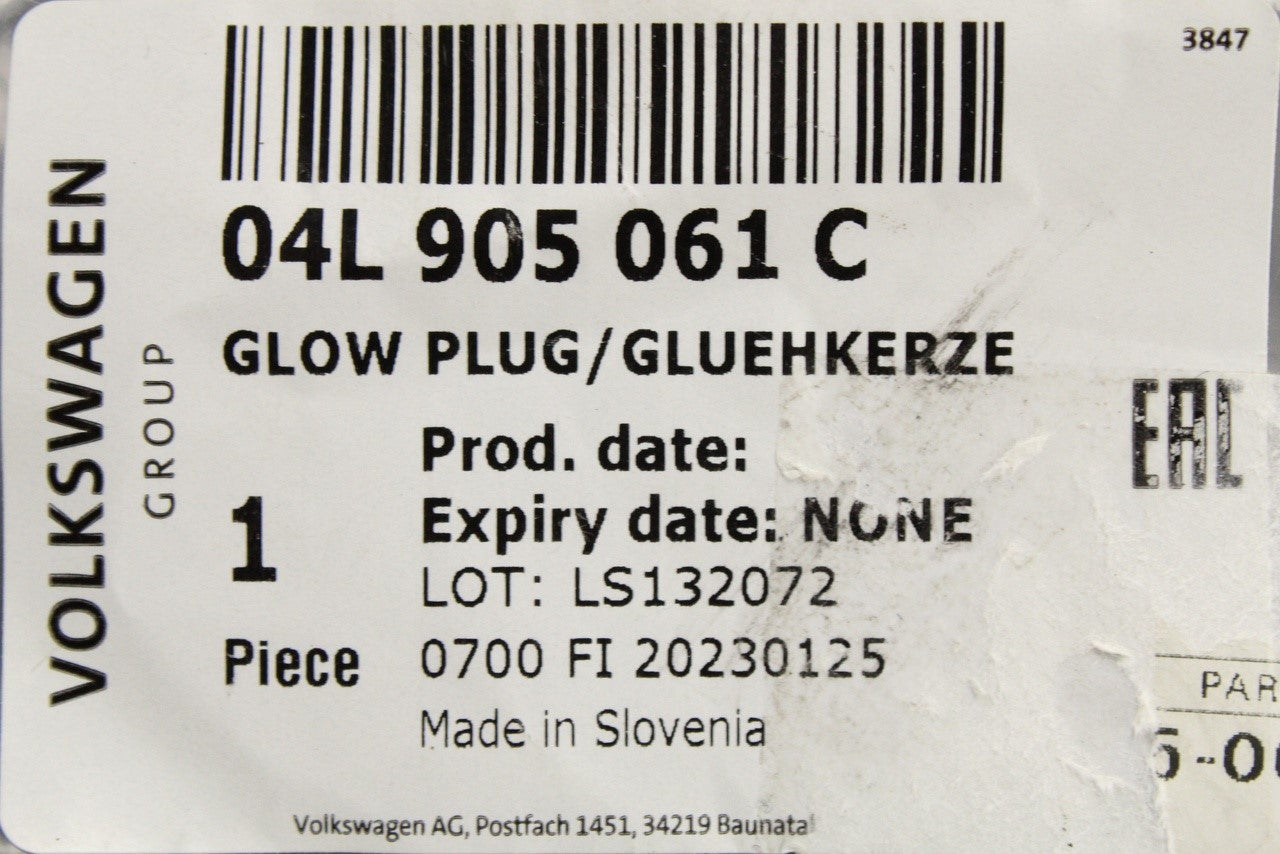 3847
VOLKSWAGEN
GROUP
04L 905 061 C
GLOW PLUG/GLUEHKERZE
EAC
Prod. date:
Expiry date: NONE
1
LOT: LS132072
Piece
0700 FI 20230125
Made in Slovenia
Volkswagen AG, Postfach 1451, 34219 Baunatal